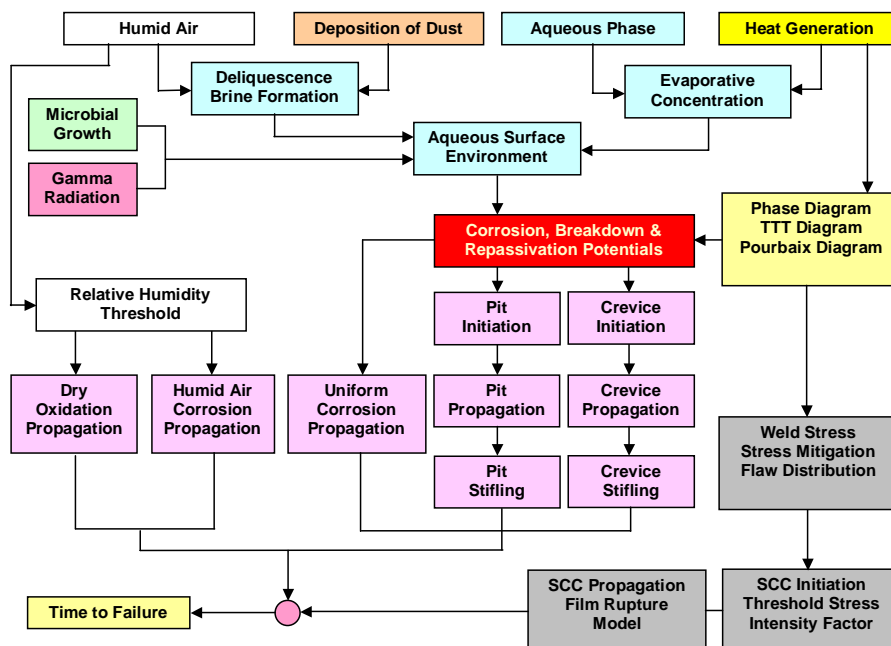 Humid Air
Deposition of Dust
Aqueous Phase
Heat Generation
Deliquescence
Brine Formation
Evaporative
Concentration
Microbial
Growth
Aqueous Surface
Environment
Gamma
Radiation
Phase Diagram
TTT Diagram
Pourbaix Diagram
Corrosion, Breakdown &
Repassivation Potentials
Relative Humidity
Threshold
Pit
Initiation
Crevice
Initiation
Dry
Oxidation
Propagation
Humid Air
Corrosion
Propagation
Uniform
Corrosion
Propagation
Pit
Propagation
Crevice
Propagation
Weld Stress
Stress Mitigation
Flaw Distribution
Pit
Stifling
Crevice
Stifling
SCC Propagation
Film Rupture
Model
SCC Initiation
Threshold Stress
Intensity Factor
Time to Failure